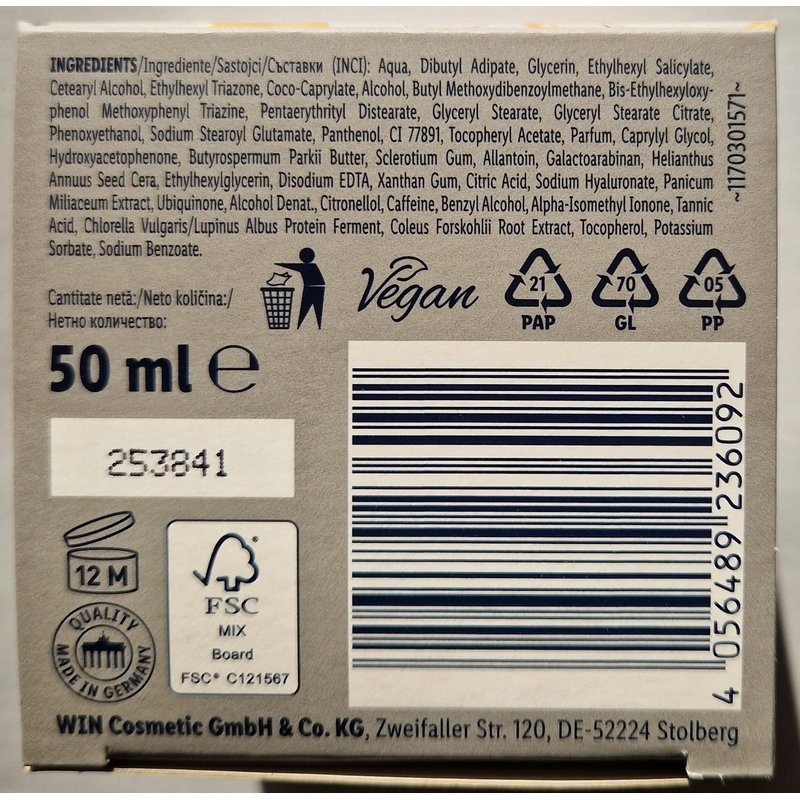 INGREDIENTS/Ingrediente/Sastojci/Съставки (INCI): Aqua, Dibutyl Adipate, Glycerin, Ethylhexyl Salicylate,
Cetearyl Alcohol, Ethylhexyl Triazone, Coco-Caprylate, Alcohol, Butyl Methoxydibenzoylmethane, Bis-Ethylhexyloxy-
phenol Methoxyphenyl Triazine, Pentaerythrityl Distearate, Glyceryl Stearate, Glyceryl Stearate Citrate,
Phenoxyethanol, Sodium Stearoyl Glutamate, Panthenol, CI 77891, Tocopheryl Acetate, Parfum, Caprylyl Glycol,
Hydroxyacetophenone, Butyrospermum Parkii Butter, Sclerotium Gum, Allantoin, Galactoarabinan, Helianthus
Annuus Seed Cera, Ethylhexylglycerin, Disodium EDTA, Xanthan Gum, Citric Acid, Sodium Hyaluronate, Panicum
Miliaceum Extract, Ubiquinone, Alcohol Denat., Citronellol, Caffeine, Benzyl Alcohol, Alpha-Isomethyl Ionone, Tannic
Acid, Chlorella Vulgaris/Lupinus Albus Protein Ferment, Coleus Forskohlii Root Extract, Tocopherol, Potassium
Sorbate, Sodium Benzoate.
~1170301571~
Cantitate netă:/Neto količina:/
Нетно количество:
50 ml ℮
Vegan
21
PAP
70
GL
05
PP
253841
12 M
QUALITY
MADE IN GERMANY
FSC
MIX
Board
FSC® C121567
4 056489 236092
WIN Cosmetic GmbH & Co. KG, Zweifaller Str. 120, DE-52224 Stolberg